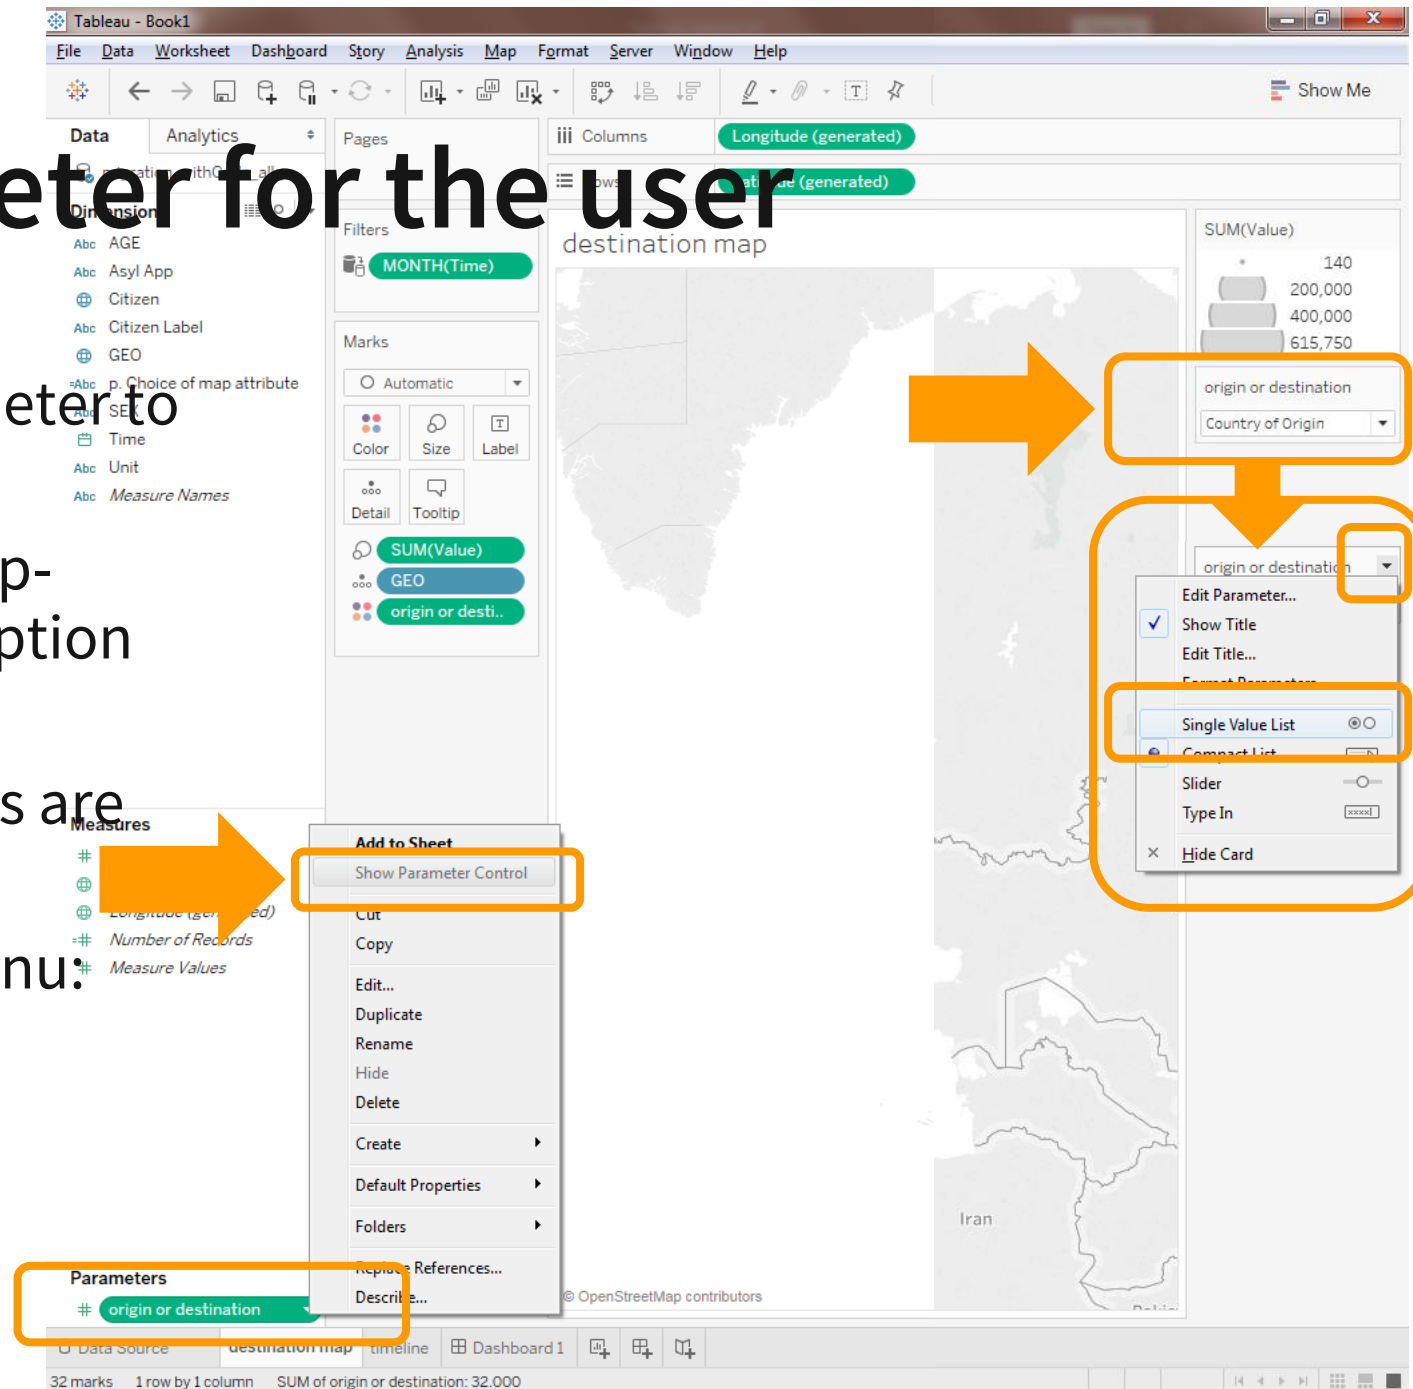 Tableau - Book1
File Data Worksheet Dashboard Story Analysis Map Format Server Window Help
Show Me
Data Analytics
Pages
Columns
Longitude (generated)
eter for the user
(generated)
Dimension
AGE
Asyl App
Citizen
Citizen Label
GEO
p. Choice of map attribute
SEX
Time
Unit
Measure Names
eter to
p-
ption
s are
nu:
Filters
MONTH(Time)
Marks
Automatic
Color Size Label
Detail Tooltip
SUM(Value)
GEO
origin or desti..
destination map
SUM(Value)
140
200,000
400,000
615,750
origin or destination
Country of Origin
origin or destination
Edit Parameter...
Show Title
Edit Title...
Format Parameters...
Single Value List
Compact List
Slider
Type In
Hide Card
Measures
Longitude (generated)
Number of Records
Measure Values
Add to Sheet
Show Parameter Control
Cut
Copy
Edit...
Duplicate
Rename
Hide
Delete
Create
Default Properties
Folders
Replace References...
Describe...
Parameters
origin or destination
Iran
© OpenStreetMap contributors
Data Source destination map timeline Dashboard 1
32 marks 1 row by 1 column SUM of origin or destination: 32.000